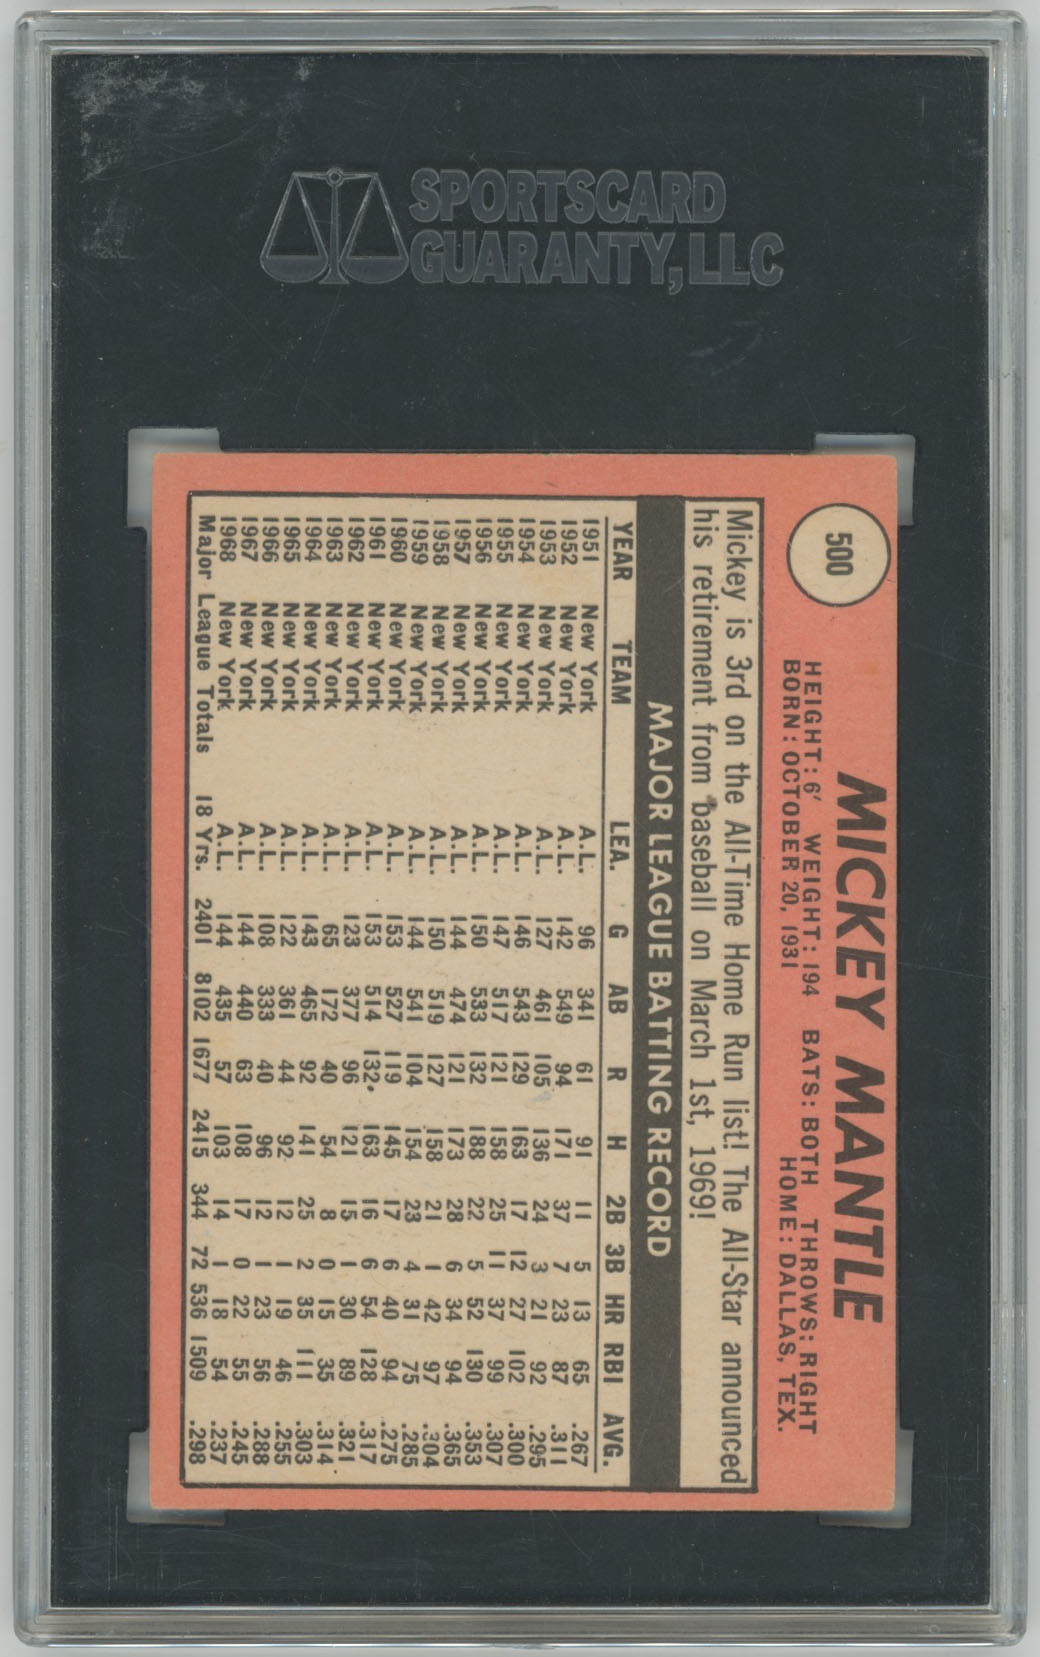 SPORTSCARD
GUARANTY, LLC
500
MICKEY MANTLE
HEIGHT: 6' WEIGHT: 194 BATS: BOTH THROWS: RIGHT
BORN: OCTOBER 20, 1931 HOME: DALLAS, TEX.
Mickey is 3rd on the All-Time Home Run list! The All-Star announced
his retirement from baseball on March 1st, 1969!
MAJOR LEAGUE BATTING RECORD
YEAR TEAM LEA. G AB R H 2B 3B HR RBI AVG.
1951 New York A.L. 96 341 61 91 11 5 13 65 .267
1952 New York A.L. 142 549 94 171 37 7 23 87 .311
1953 New York A.L. 127 461 105 136 24 3 21 92 .295
1954 New York A.L. 146 543 129 163 17 12 27 102 .300
1955 New York A.L. 147 517 121 158 25 11 37 99 .307
1956 New York A.L. 150 533 132 188 22 5 52 130 .353
1957 New York A.L. 144 474 121 173 28 6 34 94 .365
1958 New York A.L. 150 519 127 158 21 1 42 97 .304
1959 New York A.L. 144 541 104 154 23 4 31 75 .285
1960 New York A.L. 153 527 119 145 17 6 40 94 .275
1961 New York A.L. 153 514 132• 163 16 6 54 128 .317
1962 New York A.L. 123 377 96 121 15 1 30 89 .321
1963 New York A.L. 65 172 40 54 8 0 15 35 .314
1964 New York A.L. 143 465 92 141 25 2 35 111 .303
1965 New York A.L. 122 361 44 92 12 1 19 46 .255
1966 New York A.L. 108 333 40 96 12 1 23 56 .288
1967 New York A.L. 144 440 63 108 17 0 22 55 .245
1968 New York A.L. 144 435 57 103 14 1 18 54 .237
Major League Totals 18 Yrs. 2401 8102 1677 2415 344 72 536 1509 .298